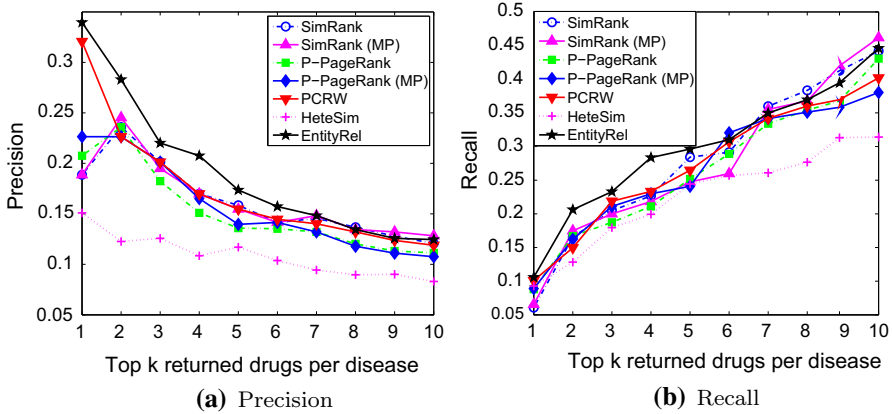 0.35
0.3
0.25
0.2
0.15
0.1
0.05
Precision
SimRank
SimRank (MP)
P−PageRank
P−PageRank (MP)
PCRW
HeteSim
EntityRel
1 2 3 4 5 6 7 8 9 10
Top k returned drugs per disease
(a) Precision
0.5
0.45
0.4
0.35
0.3
0.25
0.2
0.15
0.1
0.05
Recall
SimRank
SimRank (MP)
P−PageRank
P−PageRank (MP)
PCRW
HeteSim
EntityRel
1 2 3 4 5 6 7 8 9 10
Top k returned drugs per disease
(b) Recall